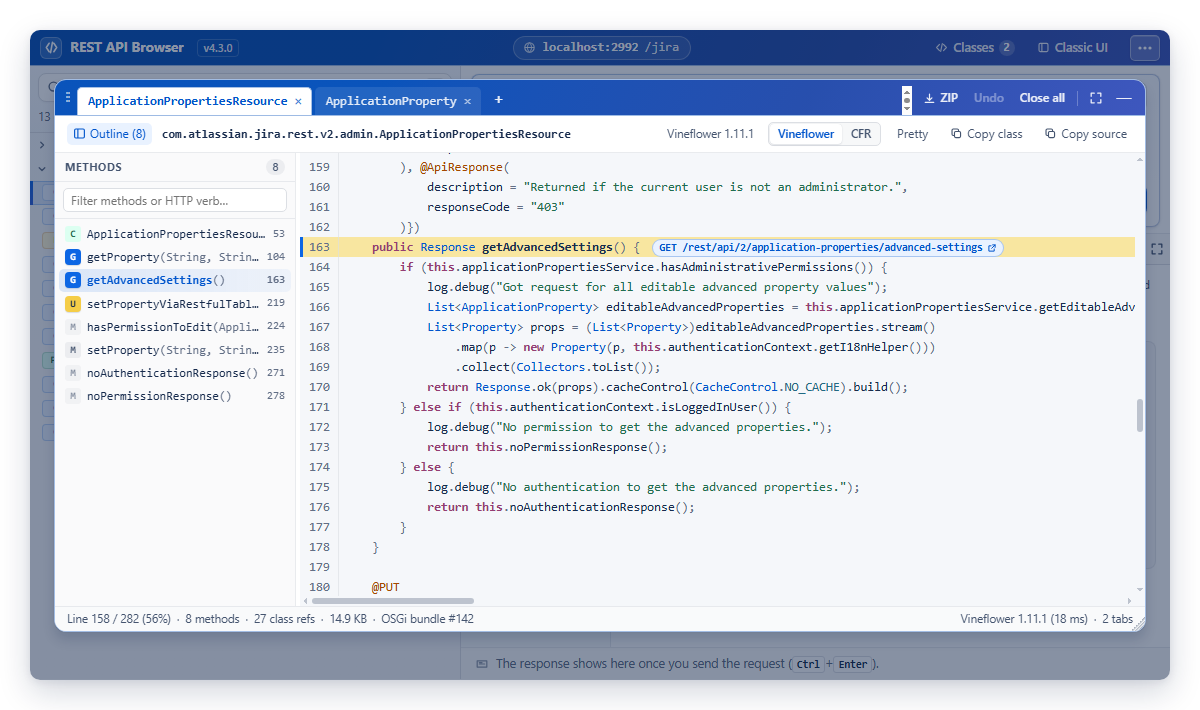 REST API Browser v4.3.0 localhost:2992 /jira Classes 2 Classic UI
ApplicationPropertiesResource × ApplicationProperty × + ZIP Undo Close all
13
Outline (8) com.atlassian.jira.rest.v2.admin.ApplicationPropertiesResource Vineflower 1.11.1 Vineflower CFR Pretty Copy class Copy source
METHODS 8
Filter methods or HTTP verb...
C ApplicationPropertiesResou… 53
G getProperty(String, Strin… 104
G getAdvancedSettings() 163
U setPropertyViaRestfulTabl… 219
M hasPermissionToEdit(Appli… 224
M setProperty(String, Strin… 235
M noAuthenticationResponse() 271
M noPermissionResponse() 278
159 ), @ApiResponse(
160 description = "Returned if the current user is not an administrator.",
161 responseCode = "403"
162 )})
163 public Response getAdvancedSettings() { GET /rest/api/2/application-properties/advanced-settings
164 if (this.applicationPropertiesService.hasAdministrativePermissions()) {
165 log.debug("Got request for all editable advanced property values");
166 List<ApplicationProperty> editableAdvancedProperties = this.applicationPropertiesService.getEditableAdv
167 List<Property> props = (List<Property>)editableAdvancedProperties.stream()
168 .map(p -> new Property(p, this.authenticationContext.getI18nHelper()))
169 .collect(Collectors.toList());
170 return Response.ok(props).cacheControl(CacheControl.NO_CACHE).build();
171 } else if (this.authenticationContext.isLoggedInUser()) {
172 log.debug("No permission to get the advanced properties.");
173 return this.noPermissionResponse();
174 } else {
175 log.debug("No authentication to get the advanced properties.");
176 return this.noAuthenticationResponse();
177 }
178 }
179
180 @PUT
Line 158 / 282 (56%) · 8 methods · 27 class refs · 14.9 KB · OSGi bundle #142 Vineflower 1.11.1 (18 ms) · 2 tabs
The response shows here once you send the request (Ctrl+Enter).